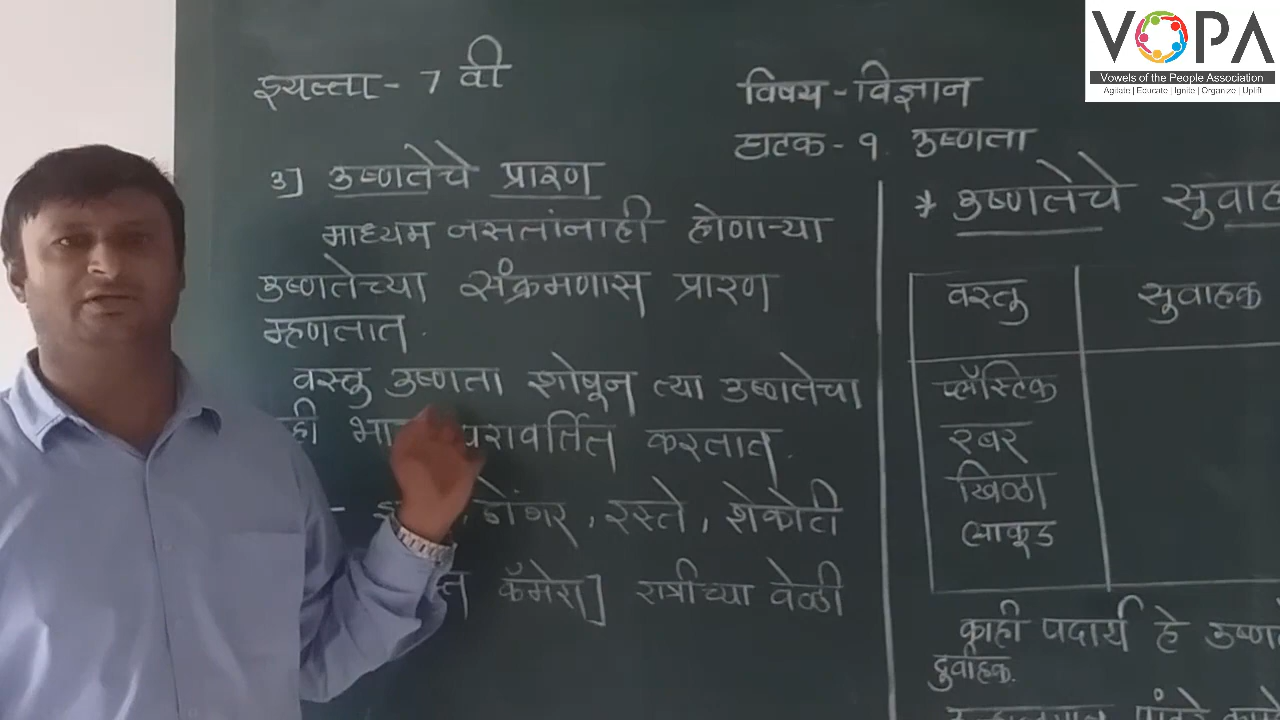 VOPA
Vowels of the People Association
Agitate | Educate | Ignite | Organize | Uplift
इयत्ता - 7 वी
विषय - विज्ञान
घटक - १. उष्णता
3] उष्णतेचे प्रारण
माध्यम नसतांनाही होणाऱ्या
उष्णतेच्या संक्रमणास प्रारण
म्हणतात.
वस्तु उष्णता शोषून त्या उष्णतेचा
ही परावर्तित करतात.
डोंगर, रस्ते, शेकोटी
कॅमेरा] रात्रीच्या वेळी
* उष्णतेचे
वस्तु सुवाहक
प्लॅस्टिक
रबर
खिळा
लाकूड
काही पदार्थ हे
दुर्वाहक.